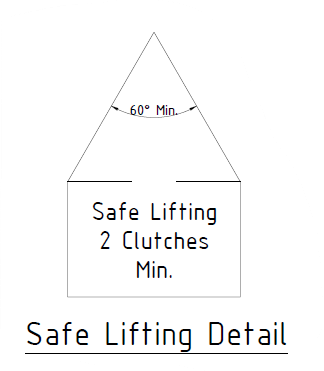 60° Min.
Safe Lifting
2 Clutches
Min.
Safe Lifting Detail